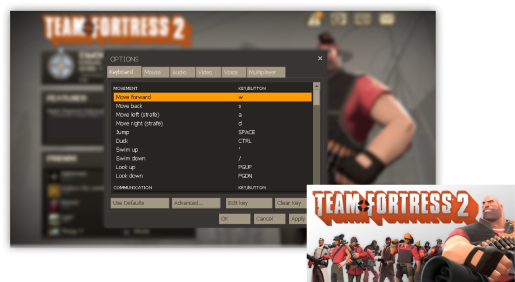 TEAM FORTRESS 2
OPTIONS
Keyboard Mouse Audio Video Voice Multiplayer
MOVEMENT KEY/BUTTON
Move forward w
Move back s
Move left (strafe) a
Move right (strafe) d
Jump SPACE
Duck CTRL
Swim up '
Swim down /
Look up PGUP
Look down PGDN
COMMUNICATION KEY/BUTTON
Use Defaults Advanced... Edit key Clear Key
OK Cancel Apply
TEAM FORTRESS 2